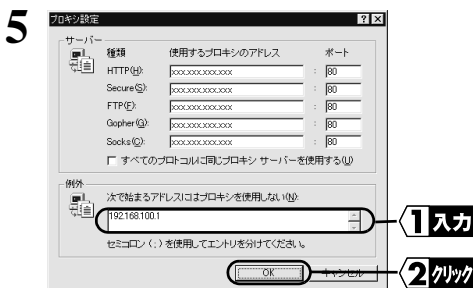 5
プロキシ設定
サーバー
種類 使用するプロキシのアドレス ポート
HTTP(H): xxx.xxx.xxx.xxx : 80
Secure(S): xxx.xxx.xxx.xxx : 80
FTP(F): xxx.xxx.xxx.xxx : 80
Gopher(G): xxx.xxx.xxx.xxx : 80
Socks(C): xxx.xxx.xxx.xxx : 80
すべてのプロトコルに同じプロキシ サーバーを使用する(U)
例外
次で始まるアドレスにはプロキシを使用しない(N):
192.168.100.1
1 入力
セミコロン ( ; ) を使用してエントリを分けてください。
OK キャンセル
2 クリック